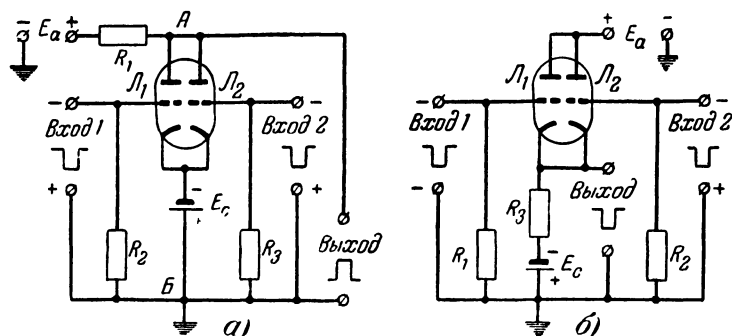 - + Eₐ R₁ А
Л₁ Л₂
- Вход 1 +
- Вход 2 +
- Eс +
R₂ R₃
Б
Выход
а)
+ Eₐ -
Л₁ Л₂
- Вход 1 -
- Вход 2 +
Выход
R₃
R₁ R₂
- Eс +
б)